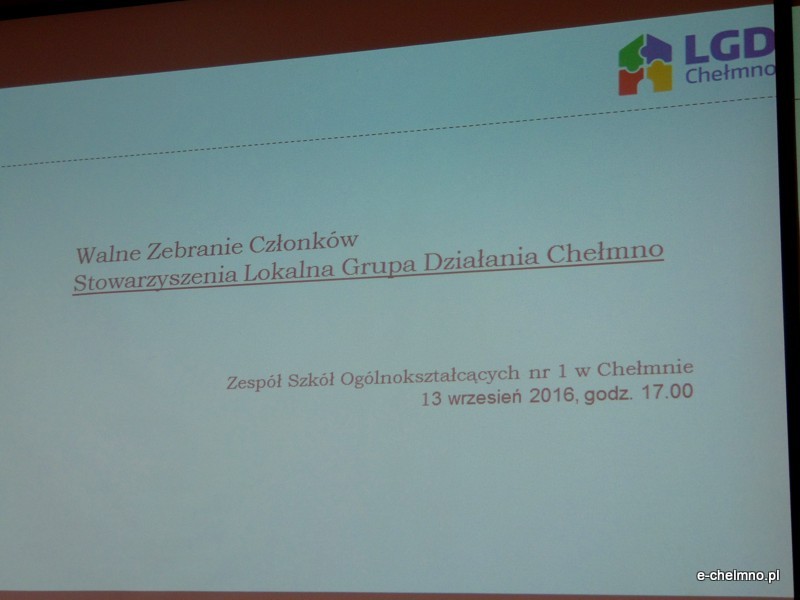 LGD
Chełmno
Walne Zebranie Członków
Stowarzyszenia Lokalna Grupa Działania Chełmno
Zespół Szkół Ogólnokształcących nr 1 w Chełmnie
13 wrzesień 2016, godz. 17.00
e-chelmno.pl